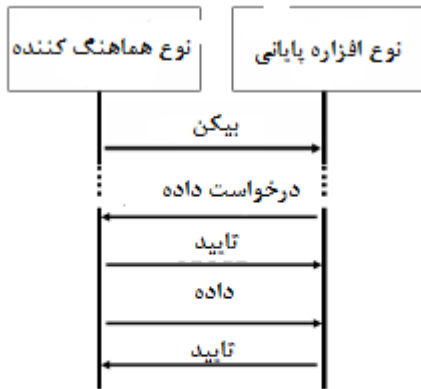 نوع افزاره پایانی
نوع هماهنگ کننده
بیکن
درخواست داده
تایید
داده
تایید